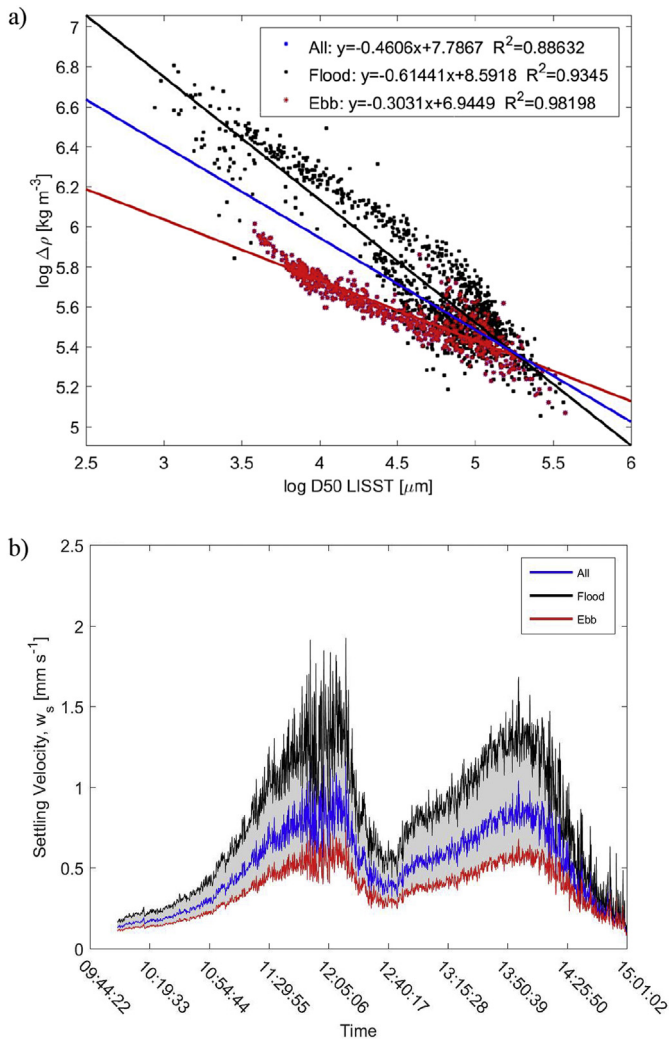 a)
All: y=-0.4606x+7.7867 R²=0.88632
Flood: y=-0.61441x+8.5918 R²=0.9345
Ebb: y=-0.3031x+6.9449 R²=0.98198
log Δρ [kg m⁻³]
7
6.8
6.6
6.4
6.2
6
5.8
5.6
5.4
5.2
5
2.5 3 3.5 4 4.5 5 5.5 6
log D50 LISST [μm]
b)
All
Flood
Ebb
Settling Velocity, wₛ [mm s⁻¹]
2.5
2
1.5
1
0.5
0
09:44:22 10:19:33 10:54:44 11:29:55 12:05:06 12:40:17 13:15:28 13:50:39 14:25:50 15:01:02
Time